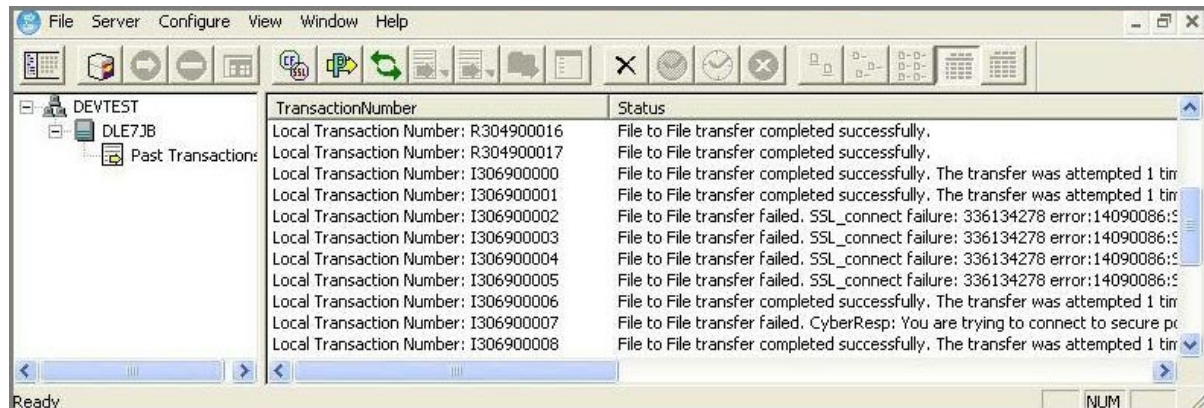 File Server Configure View Window Help
CF SSL
P
DEVTEST
DLE7JB
Past Transactions
TransactionNumber Status
Local Transaction Number: R304900016 File to File transfer completed successfully.
Local Transaction Number: R304900017 File to File transfer completed successfully.
Local Transaction Number: I306900000 File to File transfer completed successfully. The transfer was attempted 1 tim
Local Transaction Number: I306900001 File to File transfer completed successfully. The transfer was attempted 1 tim
Local Transaction Number: I306900002 File to File transfer failed. SSL_connect failure: 336134278 error:14090086:S
Local Transaction Number: I306900003 File to File transfer failed. SSL_connect failure: 336134278 error:14090086:S
Local Transaction Number: I306900004 File to File transfer failed. SSL_connect failure: 336134278 error:14090086:S
Local Transaction Number: I306900005 File to File transfer failed. SSL_connect failure: 336134278 error:14090086:S
Local Transaction Number: I306900006 File to File transfer completed successfully. The transfer was attempted 1 tim
Local Transaction Number: I306900007 File to File transfer failed. CyberResp: You are trying to connect to secure po
Local Transaction Number: I306900008 File to File transfer completed successfully. The transfer was attempted 1 tim
Ready NUM